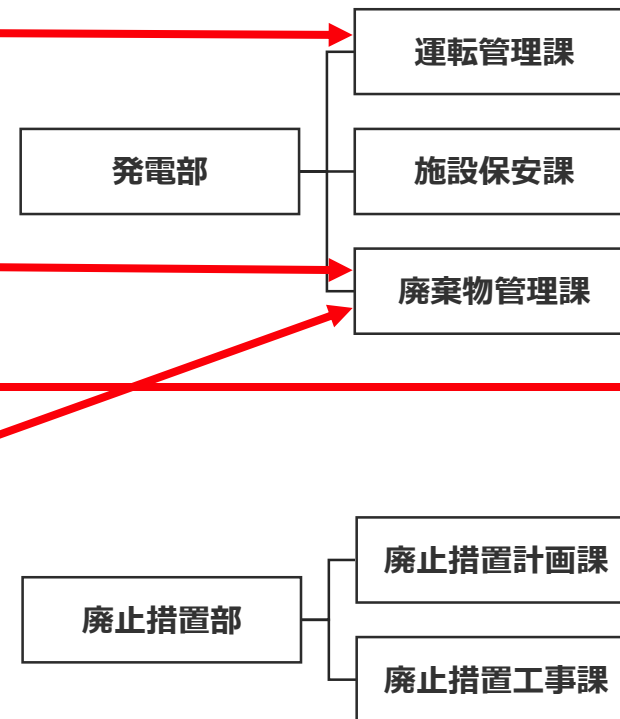 運転管理課
発電部
施設保安課
廃棄物管理課
廃止措置計画課
廃止措置部
廃止措置工事課